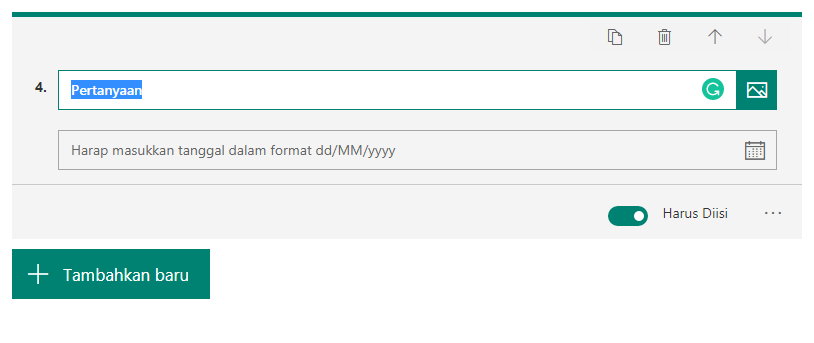 4.
Pertanyaan
Harap masukkan tanggal dalam format dd/MM/yyyy
Harus Diisi
Tambahkan baru